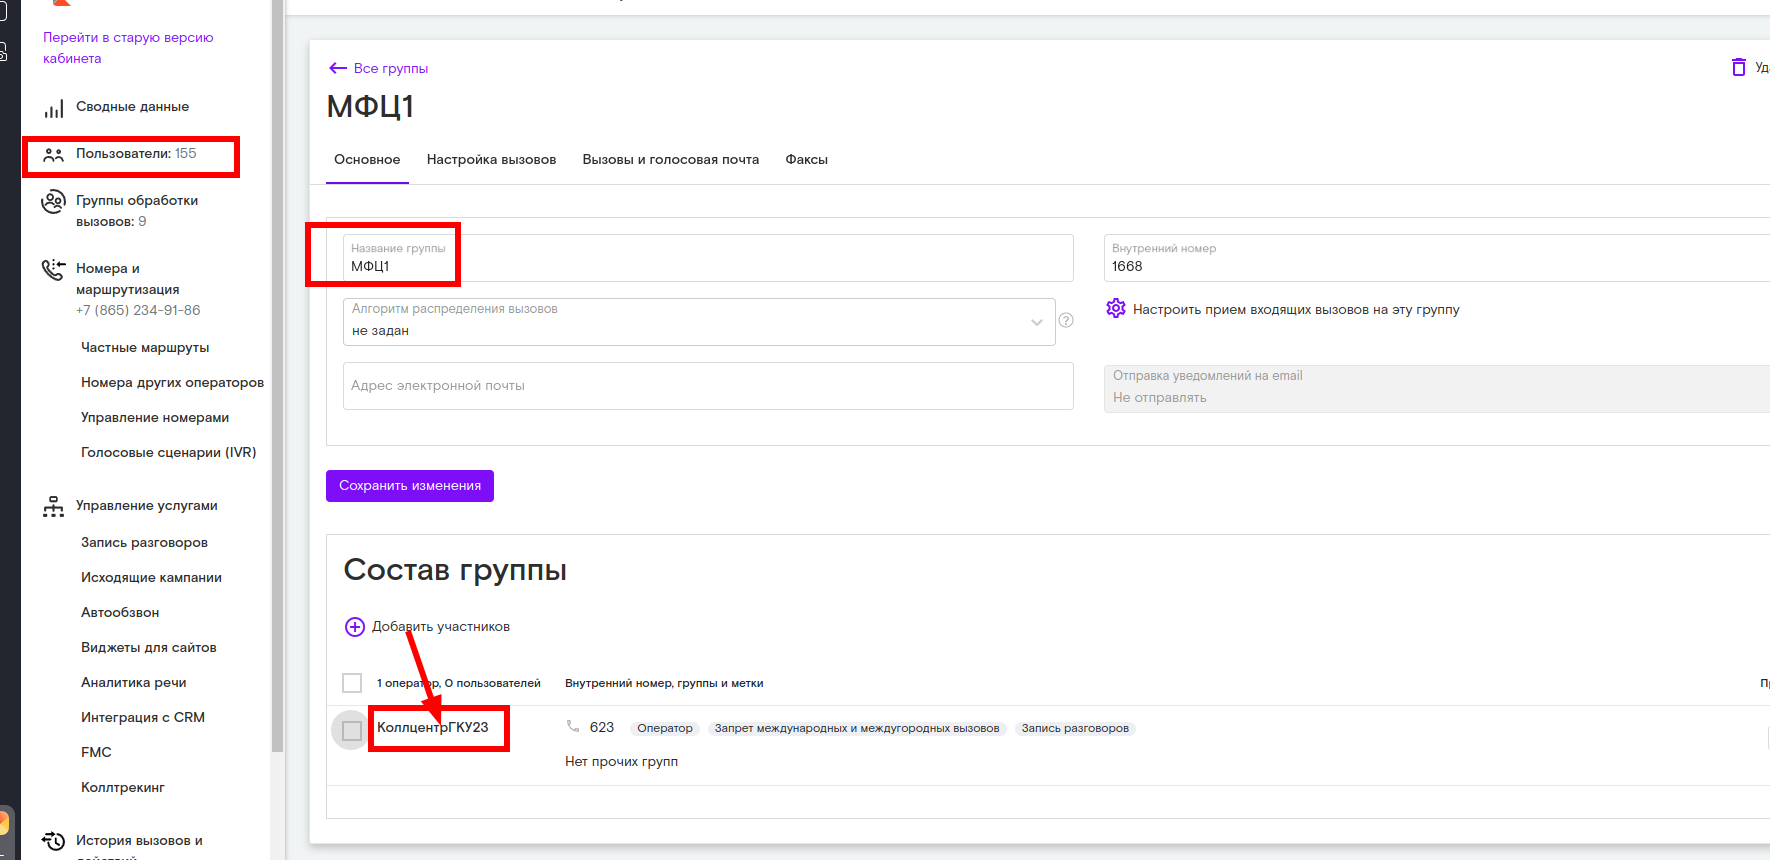 Перейти в старую версию
кабинета
Сводные данные
Пользователи: 155
Группы обработки
вызовов: 9
Номера и
маршрутизация
+7 (865) 234-91-86
Частные маршруты
Номера других операторов
Управление номерами
Голосовые сценарии (IVR)
Управление услугами
Запись разговоров
Исходящие кампании
Автообзвон
Виджеты для сайтов
Аналитика речи
Интеграция с CRM
FMC
Коллтрекинг
История вызовов и
Все группы
МФЦ1
Основное
Настройка вызовов
Вызовы и голосовая почта
Факсы
Название группы
МФЦ1
Внутренний номер
1668
Алгоритм распределения вызовов
не задан
Настроить прием входящих вызовов на эту группу
Адрес электронной почты
Отправка уведомлений на email
Не отправлять
Сохранить изменения
Состав группы
Добавить участников
1 оператор, 0 пользователей
Внутренний номер, группы и метки
КоллцентрГКУ23
623
Оператор
Запрет международных и междугородных вызовов
Запись разговоров
Нет прочих групп